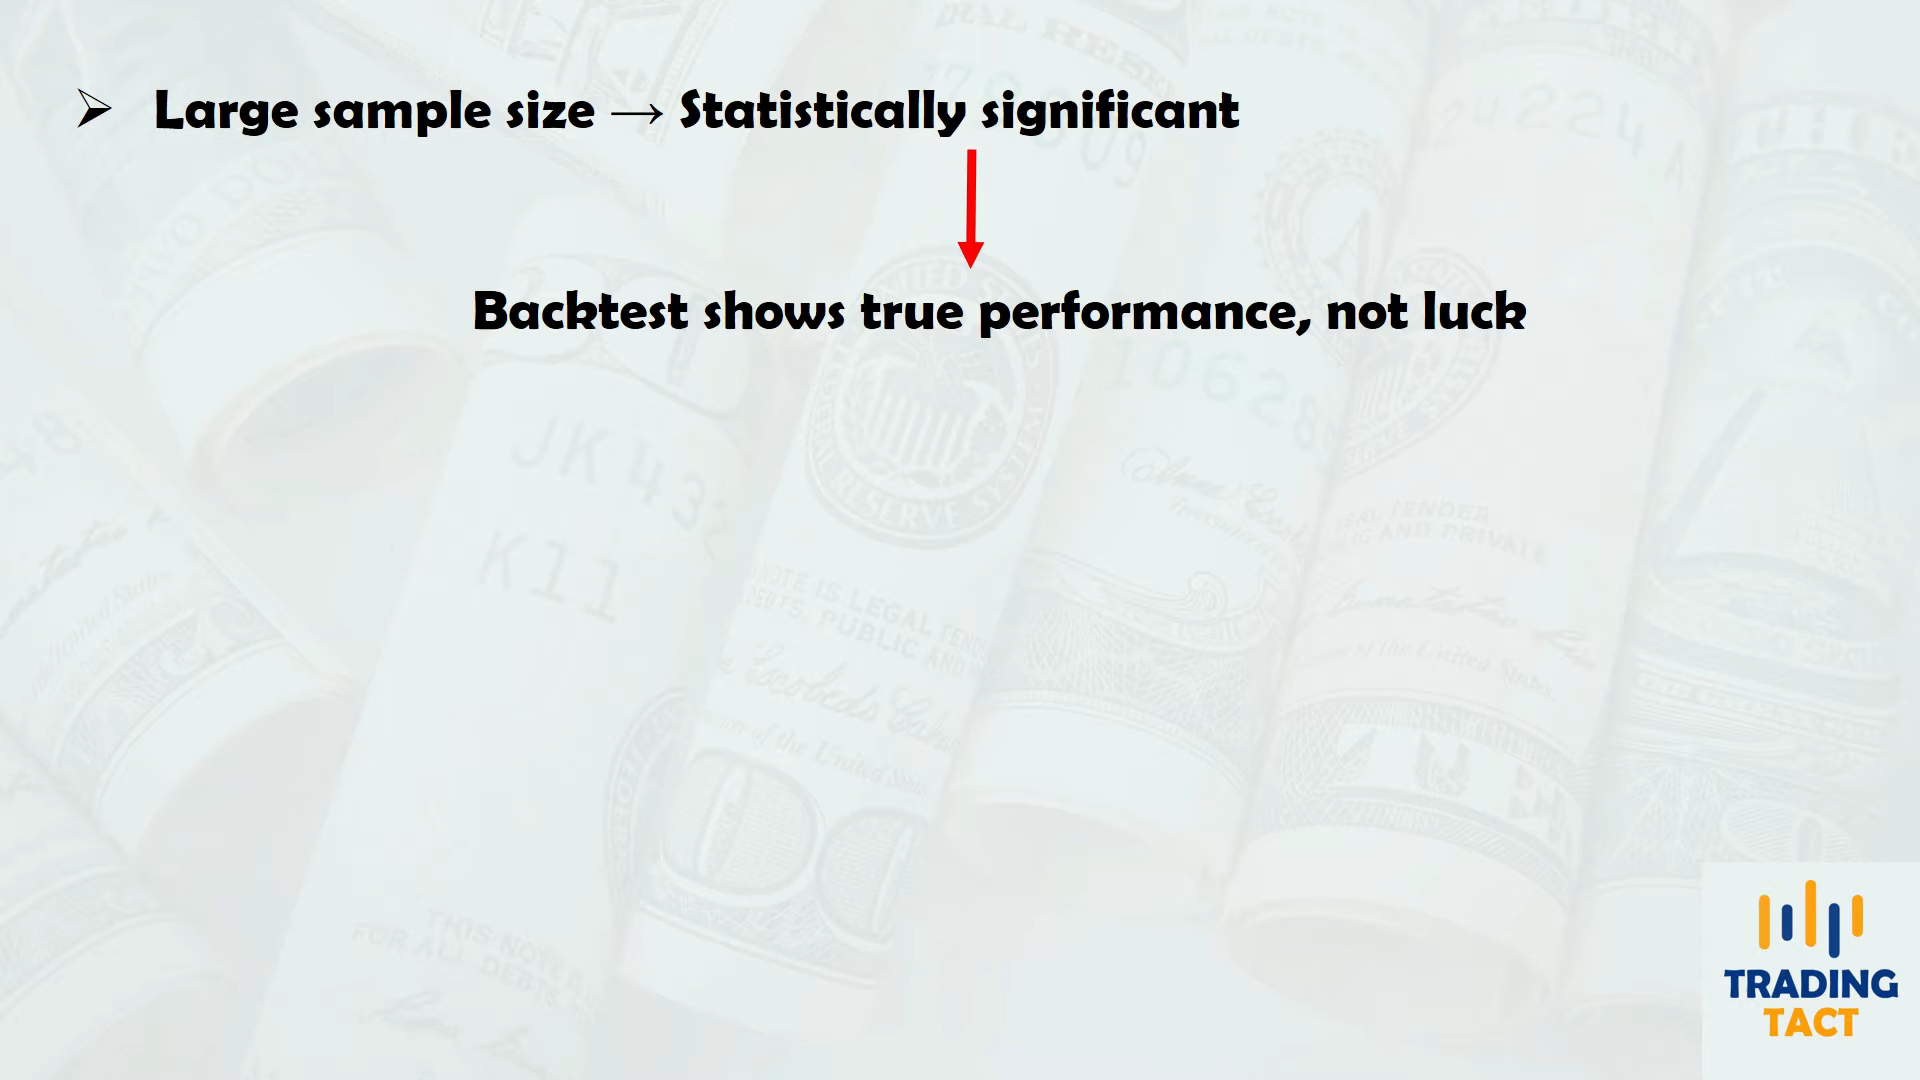 ➢ Large sample size → Statistically significant
Backtest shows true performance, not luck
TRADING
TACT